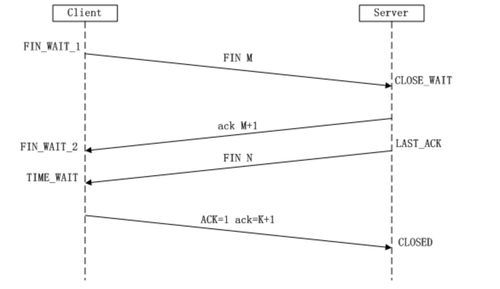 Client
Server
FIN_WAIT_1
FIN M
CLOSE_WAIT
ack M+1
FIN_WAIT_2
LAST_ACK
FIN N
TIME_WAIT
ACK=1 ack=K+1
CLOSED